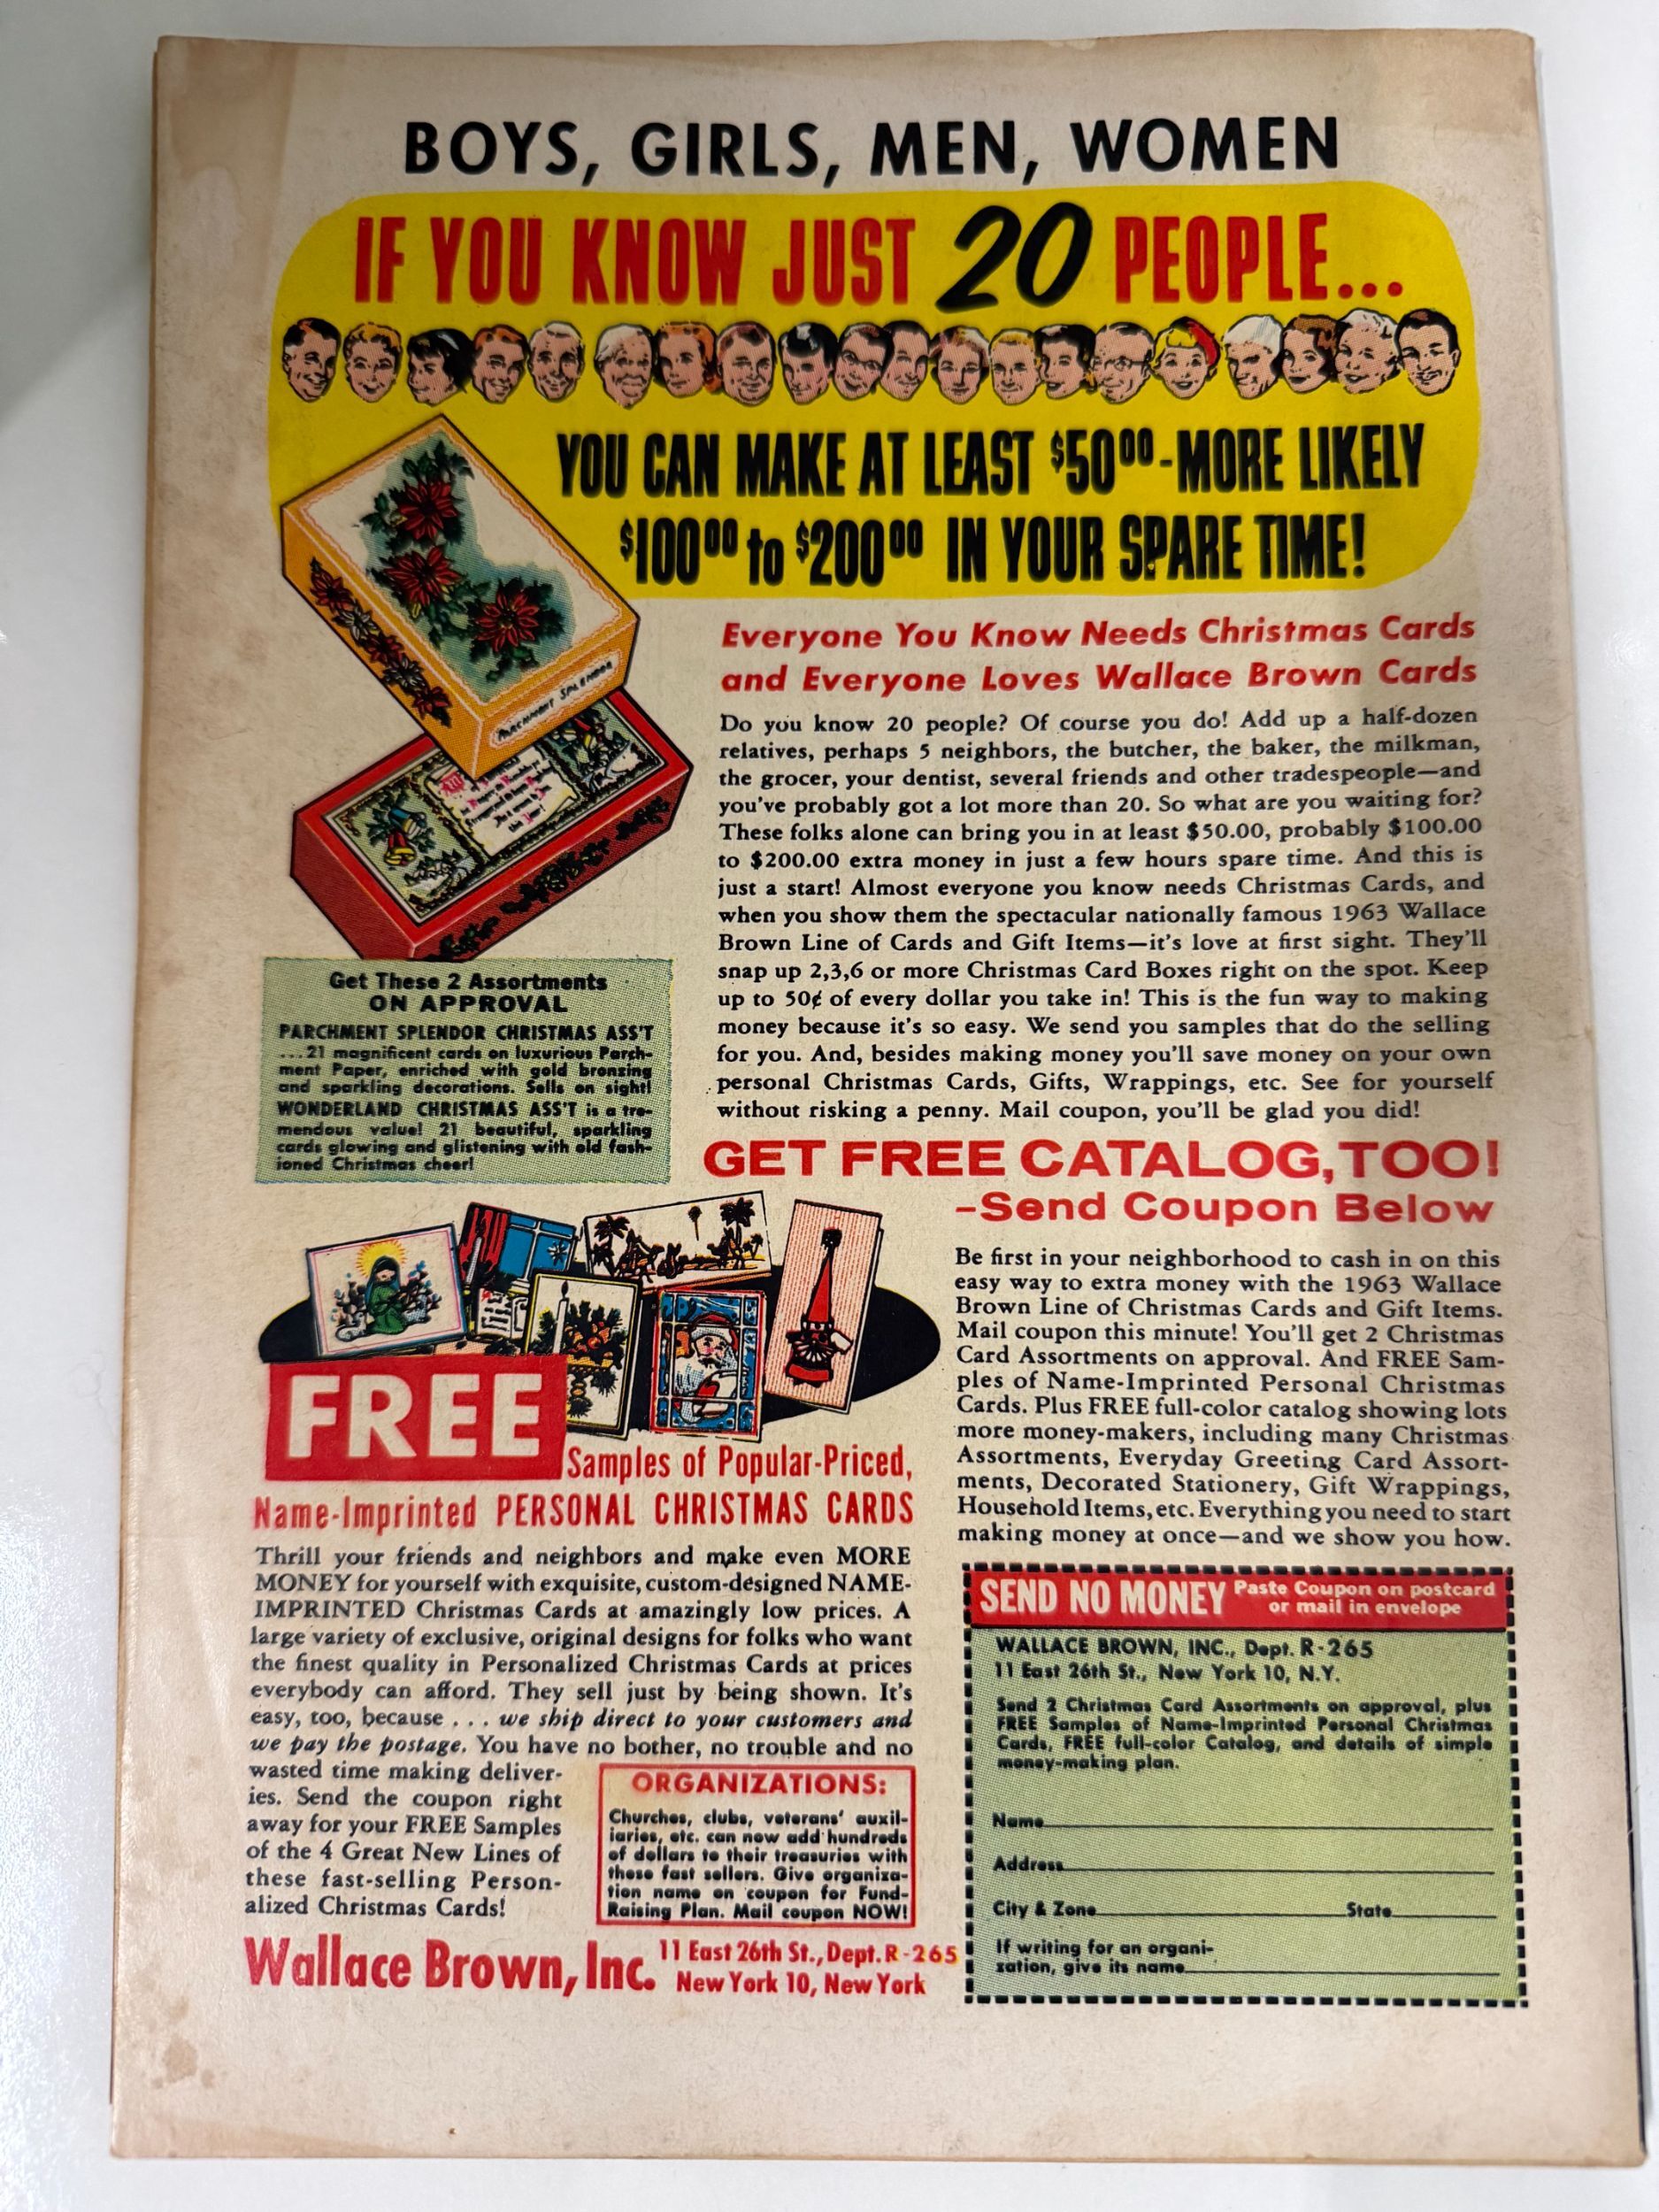 BOYS, GIRLS, MEN, WOMEN
IF YOU KNOW JUST 20 PEOPLE...
YOU CAN MAKE AT LEAST $5000-MORE LIKELY
$10000 to $20000 IN YOUR SPARE TIME!
PARCHMENT SPLENDOR
Everyone You Know Needs Christmas Cards
and Everyone Loves Wallace Brown Cards
Do you know 20 people? Of course you do! Add up a half-dozen
relatives, perhaps 5 neighbors, the butcher, the baker, the milkman,
the grocer, your dentist, several friends and other tradespeople—and
you've probably got a lot more than 20. So what are you waiting for?
These folks alone can bring you in at least $50.00, probably $100.00
to $200.00 extra money in just a few hours spare time. And this is
just a start! Almost everyone you know needs Christmas Cards, and
when you show them the spectacular nationally famous 1963 Wallace
Brown Line of Cards and Gift Items—it's love at first sight. They'll
snap up 2,3,6 or more Christmas Card Boxes right on the spot. Keep
up to 50¢ of every dollar you take in! This is the fun way to making
money because it's so easy. We send you samples that do the selling
for you. And, besides making money you'll save money on your own
personal Christmas Cards, Gifts, Wrappings, etc. See for yourself
without risking a penny. Mail coupon, you'll be glad you did!
Get These 2 Assortments
ON APPROVAL
PARCHMENT SPLENDOR CHRISTMAS ASS'T
...21 magnificent cards on luxurious Parch-
ment Paper, enriched with gold bronzing
and sparkling decorations. Sells on sight!
WONDERLAND CHRISTMAS ASS'T is a tre-
mendous value! 21 beautiful, sparkling
cards glowing and glistening with old fash-
ioned Christmas cheer!
GET FREE CATALOG, TOO!
-Send Coupon Below
Be first in your neighborhood to cash in on this
easy way to extra money with the 1963 Wallace
Brown Line of Christmas Cards and Gift Items.
Mail coupon this minute! You'll get 2 Christmas
Card Assortments on approval. And FREE Sam-
ples of Name-Imprinted Personal Christmas
Cards. Plus FREE full-color catalog showing lots
more money-makers, including many Christmas
Assortments, Everyday Greeting Card Assort-
ments, Decorated Stationery, Gift Wrappings,
Household Items, etc. Everything you need to start
making money at once—and we show you how.
FREE
Samples of Popular-Priced,
Name-Imprinted PERSONAL CHRISTMAS CARDS
Thrill your friends and neighbors and make even MORE
MONEY for yourself with exquisite, custom-designed NAME-
IMPRINTED Christmas Cards at amazingly low prices. A
large variety of exclusive, original designs for folks who want
the finest quality in Personalized Christmas Cards at prices
everybody can afford. They sell just by being shown. It's
easy, too, because . . . we ship direct to your customers and
we pay the postage. You have no bother, no trouble and no
wasted time making deliver-
ies. Send the coupon right
away for your FREE Samples
of the 4 Great New Lines of
these fast-selling Person-
alized Christmas Cards!
ORGANIZATIONS:
Churches, clubs, veterans' auxil-
iaries, etc. can now add hundreds
of dollars to their treasuries with
these fast sellers. Give organiza-
tion name on coupon for Fund-
Raising Plan. Mail coupon NOW!
Wallace Brown, Inc. 11 East 26th St., Dept. R-265
New York 10, New York
SEND NO MONEY Paste Coupon on postcard
or mail in envelope
WALLACE BROWN, INC., Dept. R-265
11 East 26th St., New York 10, N.Y.
Send 2 Christmas Card Assortments on approval, plus
FREE Samples of Name-Imprinted Personal Christmas
Cards, FREE full-color Catalog, and details of simple
money-making plan.
Name
Address
City & Zone State
If writing for an organi-
zation, give its name